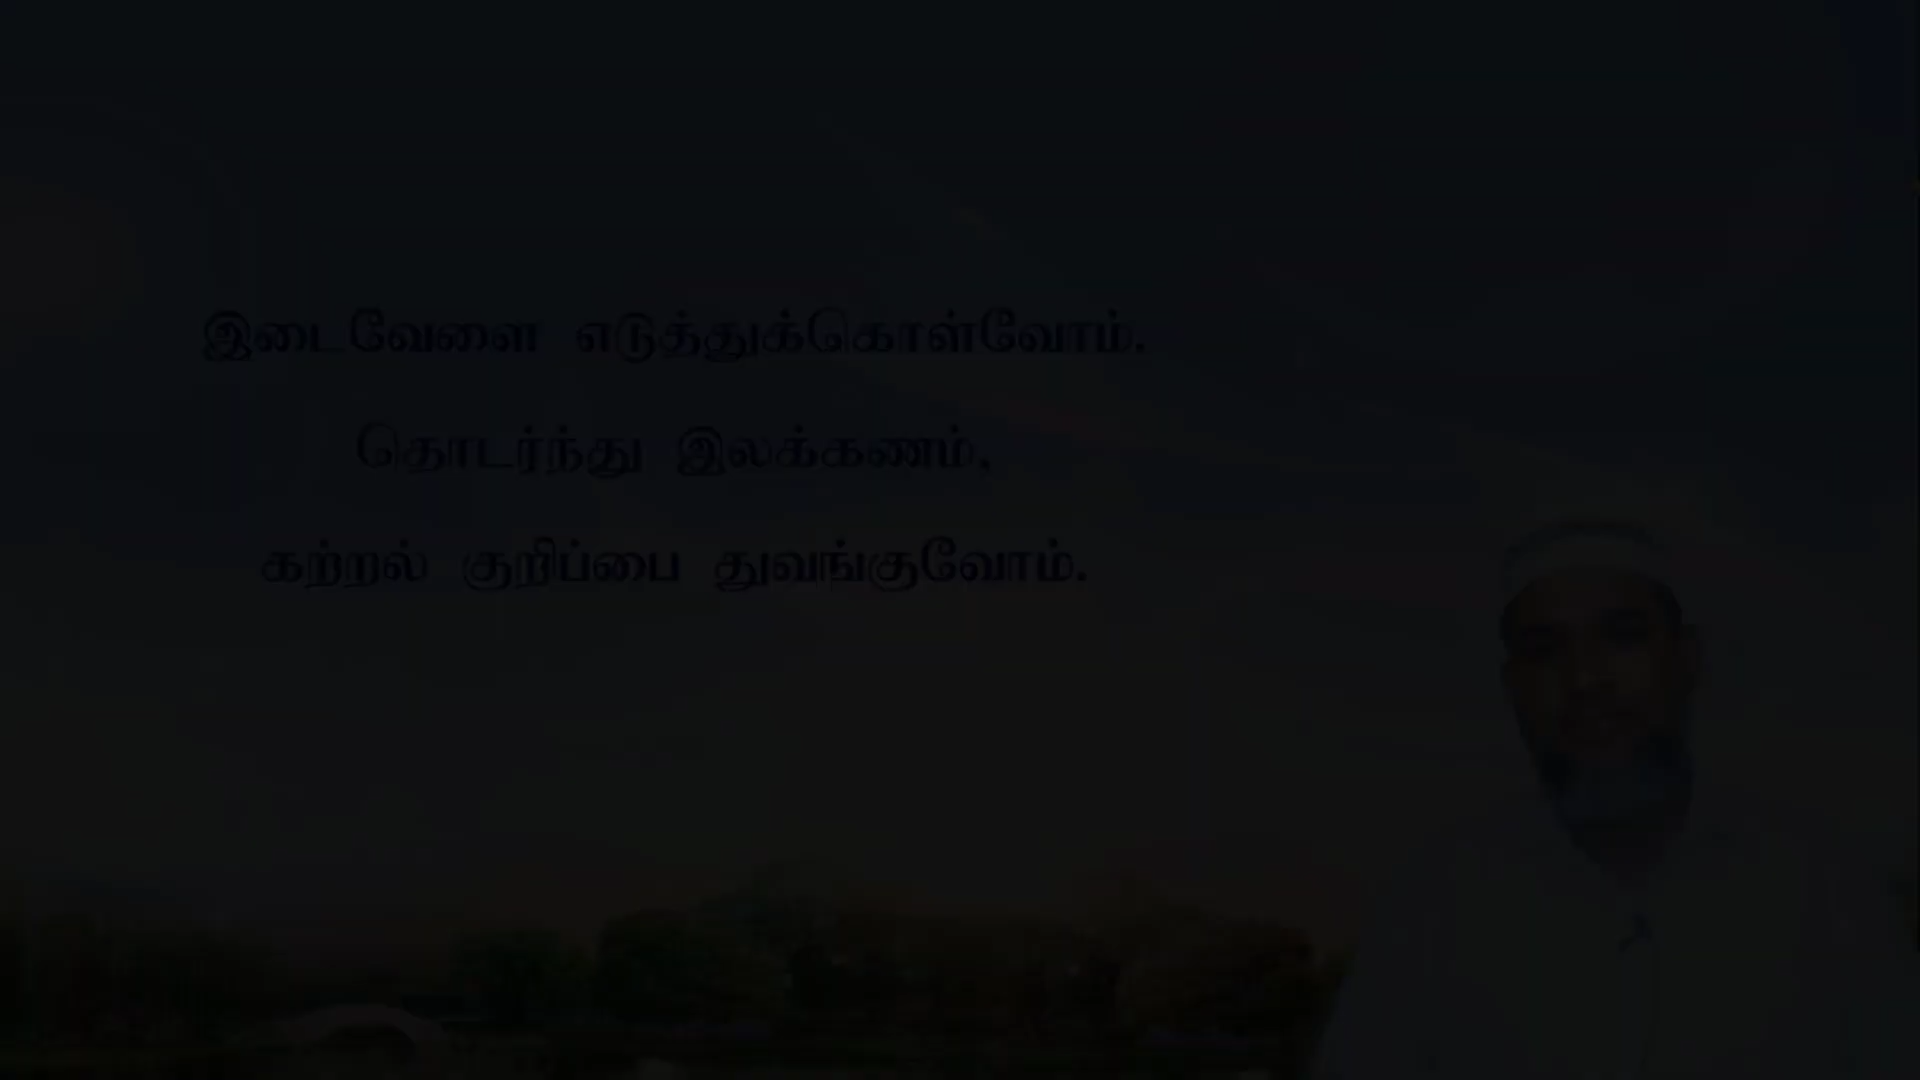 இடைவேளை எடுத்துக்கொள்வோம்.
தொடர்ந்து இலக்கணம்,
கற்றல் குறிப்பை துவங்குவோம்.